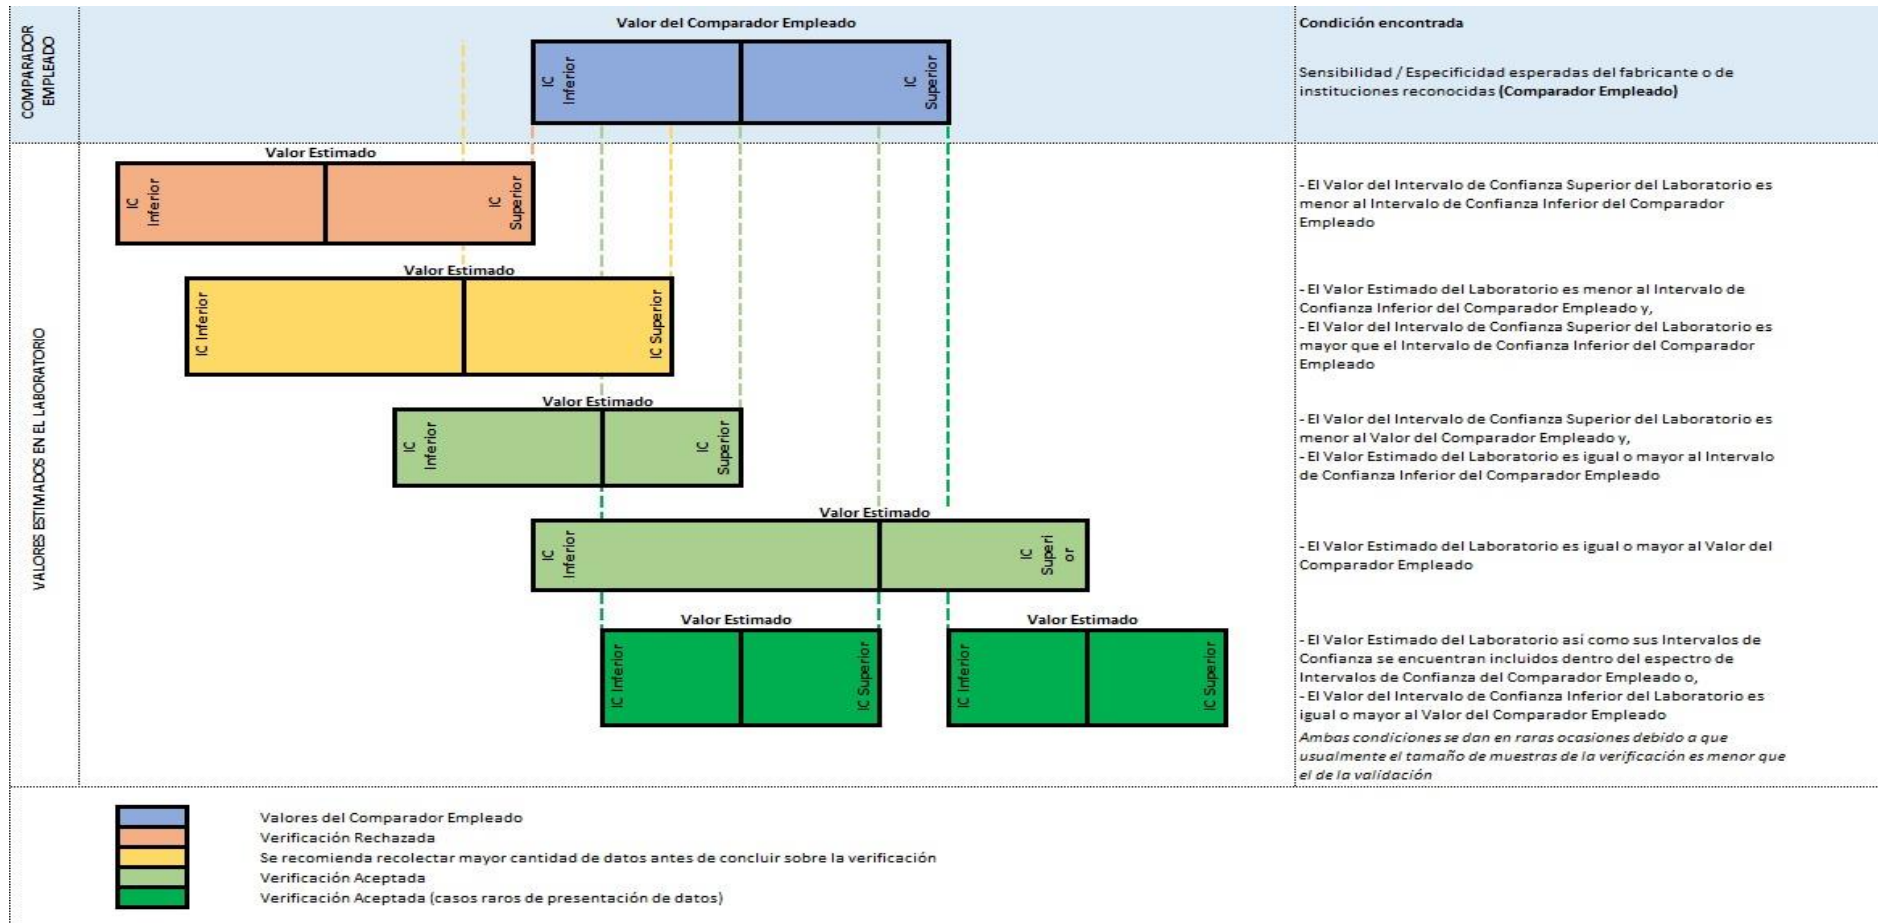 COMPARADOR
EMPLEADO
Valor del Comparador Empleado
IC
Inferior
IC
Superior
Condición encontrada
Sensibilidad / Especificidad esperadas del fabricante o de
instituciones reconocidas (Comparador Empleado)
VALORES ESTIMADOS EN EL LABORATORIO
Valor Estimado
IC
Inferior
IC
Superior
- El Valor del Intervalo de Confianza Superior del Laboratorio es
menor al Intervalo de Confianza Inferior del Comparador
Empleado
Valor Estimado
IC Inferior
IC Superior
- El Valor Estimado del Laboratorio es menor al Intervalo de
Confianza Inferior del Comparador Empleado y,
- El Valor del Intervalo de Confianza Superior del Laboratorio es
mayor que el Intervalo de Confianza Inferior del Comparador
Empleado
Valor Estimado
IC
Inferior
IC
Superior
- El Valor del Intervalo de Confianza Superior del Laboratorio es
menor al Valor del Comparador Empleado y,
- El Valor Estimado del Laboratorio es igual o mayor al Intervalo
de Confianza Inferior del Comparador Empleado
Valor Estimado
IC
Inferior
IC
Superi
or
- El Valor Estimado del Laboratorio es igual o mayor al Valor del
Comparador Empleado
Valor Estimado
IC Inferior
IC Superior
Valor Estimado
IC Inferior
IC Superior
- El Valor Estimado del Laboratorio así como sus Intervalos de
Confianza se encuentran incluidos dentro del espectro de
Intervalos de Confianza del Comparador Empleado o,
- El Valor del Intervalo de Confianza Inferior del Laboratorio es
igual o mayor al Valor del Comparador Empleado
Ambas condiciones se dan en raras ocasiones debido a que
usualmente el tamaño de muestras de la verificación es menor que
el de la validación
Valores del Comparador Empleado
Verificación Rechazada
Se recomienda recolectar mayor cantidad de datos antes de concluir sobre la verificación
Verificación Aceptada
Verificación Aceptada (casos raros de presentación de datos)